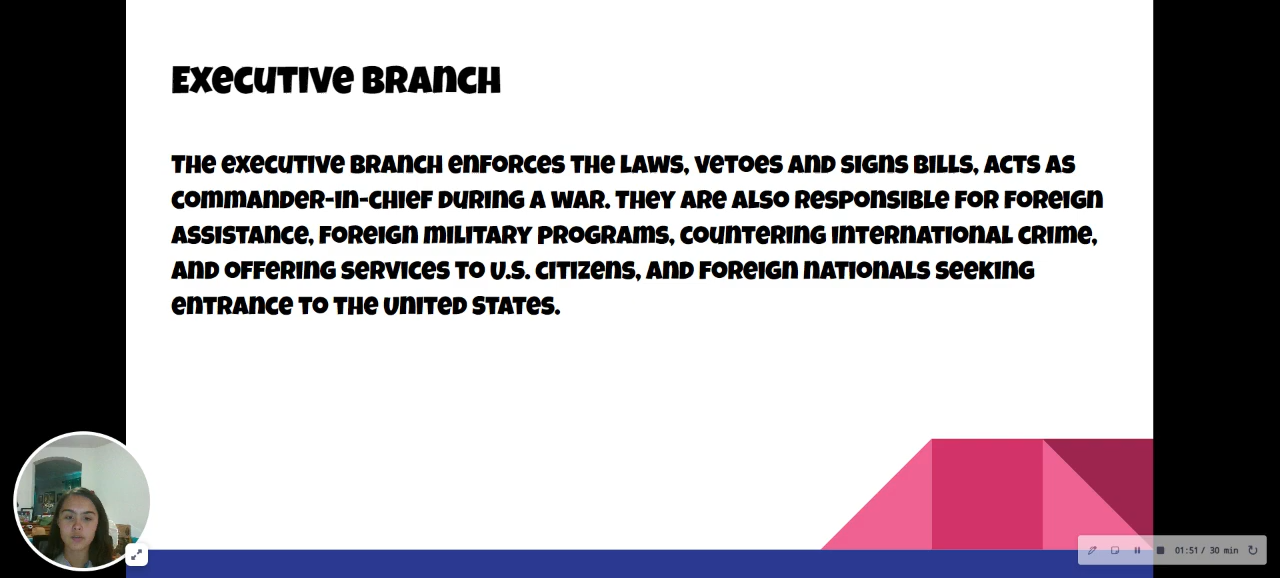 Executive Branch
The executive branch enforces the laws, vetoes and signs bills, acts as
commander-in-chief during a war. They are also responsible for foreign
assistance, foreign military programs, countering international crime,
and offering services to U.S. citizens, and foreign nationals seeking
entrance to the United States.
01:51 / 30 min